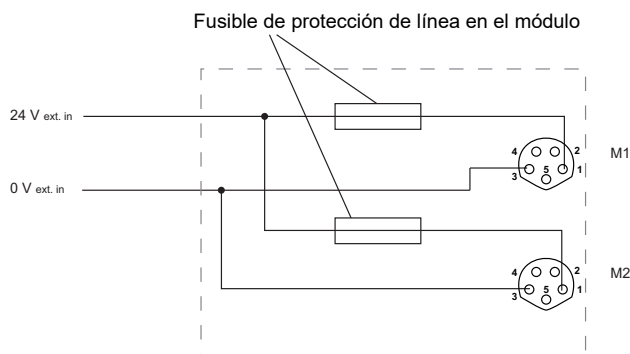 Fusible de protección de línea en el módulo
24 V ext. in
4 2
3 5 1
M1
0 V ext. in
4 2
3 5 1
M2